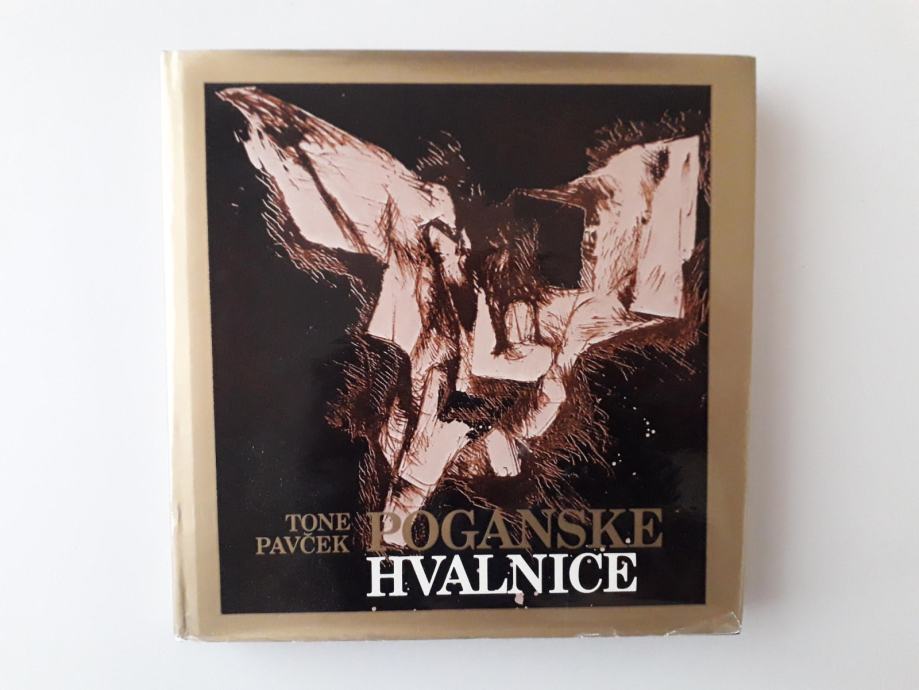 TONE
PAVČEK
POGANSKE
HVALNICE